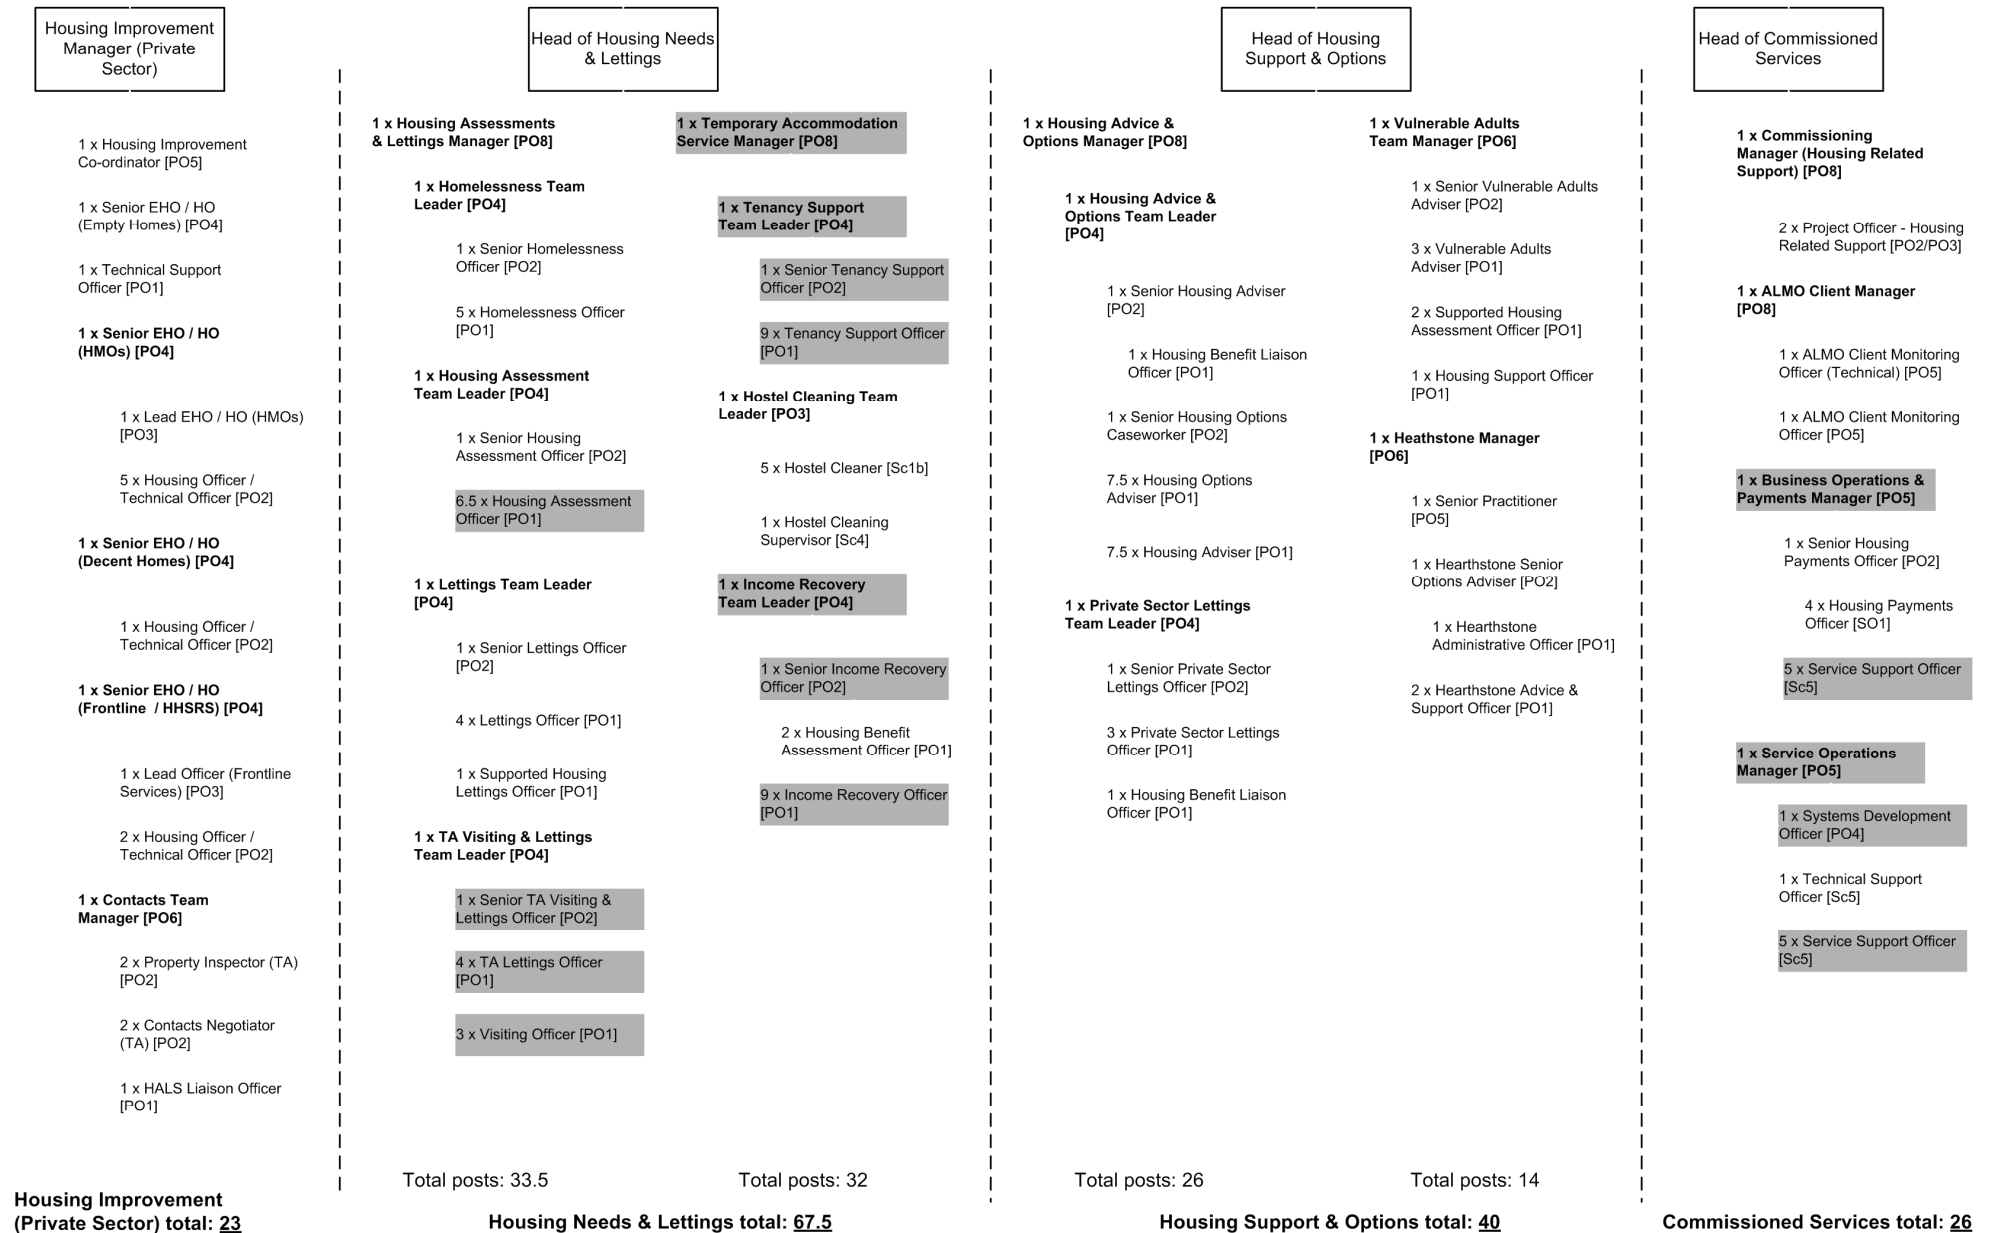 Housing Improvement
Manager (Private
Sector)
1 x Housing Improvement
Co-ordinator [PO5]
1 x Senior EHO / HO
(Empty Homes) [PO4]
1 x Technical Support
Officer [PO1]
1 x Senior EHO / HO
(HMOs) [PO4]
1 x Lead EHO / HO (HMOs)
[PO3]
5 x Housing Officer /
Technical Officer [PO2]
1 x Senior EHO / HO
(Decent Homes) [PO4]
1 x Housing Officer /
Technical Officer [PO2]
1 x Senior EHO / HO
(Frontline / HHSRS) [PO4]
1 x Lead Officer (Frontline
Services) [PO3]
2 x Housing Officer /
Technical Officer [PO2]
1 x Contacts Team
Manager [PO6]
2 x Property Inspector (TA)
[PO2]
2 x Contacts Negotiator
(TA) [PO2]
1 x HALS Liaison Officer
[PO1]
Housing Improvement
(Private Sector) total: 23
Head of Housing Needs
& Lettings
1 x Housing Assessments
& Lettings Manager [PO8]
1 x Homelessness Team
Leader [PO4]
1 x Senior Homelessness
Officer [PO2]
5 x Homelessness Officer
[PO1]
1 x Housing Assessment
Team Leader [PO4]
1 x Senior Housing
Assessment Officer [PO2]
6.5 x Housing Assessment
Officer [PO1]
1 x Lettings Team Leader
[PO4]
1 x Senior Lettings Officer
[PO2]
4 x Lettings Officer [PO1]
1 x Supported Housing
Lettings Officer [PO1]
1 x TA Visiting & Lettings
Team Leader [PO4]
1 x Senior TA Visiting &
Lettings Officer [PO2]
4 x TA Lettings Officer
[PO1]
3 x Visiting Officer [PO1]
Total posts: 33.5
1 x Temporary Accommodation
Service Manager [PO8]
1 x Tenancy Support
Team Leader [PO4]
1 x Senior Tenancy Support
Officer [PO2]
9 x Tenancy Support Officer
[PO1]
1 x Hostel Cleaning Team
Leader [PO3]
5 x Hostel Cleaner [Sc1b]
1 x Hostel Cleaning
Supervisor [Sc4]
1 x Income Recovery
Team Leader [PO4]
1 x Senior Income Recovery
Officer [PO2]
2 x Housing Benefit
Assessment Officer [PO1]
9 x Income Recovery Officer
[PO1]
Total posts: 32
Housing Needs & Lettings total: 67.5
Head of Housing
Support & Options
1 x Housing Advice &
Options Manager [PO8]
1 x Housing Advice &
Options Team Leader
[PO4]
1 x Senior Housing Adviser
[PO2]
1 x Housing Benefit Liaison
Officer [PO1]
1 x Senior Housing Options
Caseworker [PO2]
7.5 x Housing Options
Adviser [PO1]
7.5 x Housing Adviser [PO1]
1 x Private Sector Lettings
Team Leader [PO4]
1 x Senior Private Sector
Lettings Officer [PO2]
3 x Private Sector Lettings
Officer [PO1]
1 x Housing Benefit Liaison
Officer [PO1]
Total posts: 26
1 x Vulnerable Adults
Team Manager [PO6]
1 x Senior Vulnerable Adults
Adviser [PO2]
3 x Vulnerable Adults
Adviser [PO1]
2 x Supported Housing
Assessment Officer [PO1]
1 x Housing Support Officer
[PO1]
1 x Heathstone Manager
[PO6]
1 x Senior Practitioner
[PO5]
1 x Hearthstone Senior
Options Adviser [PO2]
1 x Hearthstone
Administrative Officer [PO1]
2 x Hearthstone Advice &
Support Officer [PO1]
Total posts: 14
Housing Support & Options total: 40
Head of Commissioned
Services
1 x Commissioning
Manager (Housing Related
Support) [PO8]
2 x Project Officer - Housing
Related Support [PO2/PO3]
1 x ALMO Client Manager
[PO8]
1 x ALMO Client Monitoring
Officer (Technical) [PO5]
1 x ALMO Client Monitoring
Officer [PO5]
1 x Business Operations &
Payments Manager [PO5]
1 x Senior Housing
Payments Officer [PO2]
4 x Housing Payments
Officer [SO1]
5 x Service Support Officer
[Sc5]
1 x Service Operations
Manager [PO5]
1 x Systems Development
Officer [PO4]
1 x Technical Support
Officer [Sc5]
5 x Service Support Officer
[Sc5]
Commissioned Services total: 26